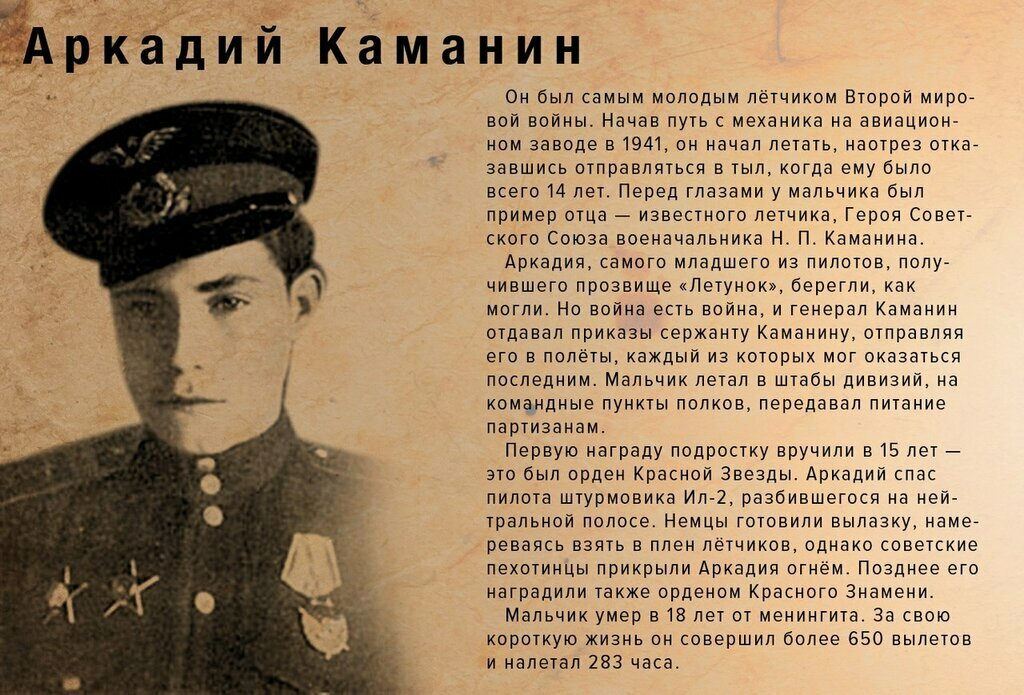 Аркадий Каманин
Он был самым молодым лётчиком Второй миро-
вой войны. Начав путь с механика на авиацион-
ном заводе в 1941, он начал летать, наотрез отка-
завшись отправляться в тыл, когда ему было
всего 14 лет. Перед глазами у мальчика был
пример отца — известного летчика, Героя Совет-
ского Союза военачальника Н. П. Каманина.
Аркадия, самого младшего из пилотов, полу-
чившего прозвище «Летунок», берегли, как
могли. Но война есть война, и генерал Каманин
отдавал приказы сержанту Каманину, отправляя
его в полёты, каждый из которых мог оказаться
последним. Мальчик летал в штабы дивизий, на
командные пункты полков, передавал питание
партизанам.
Первую награду подростку вручили в 15 лет —
это был орден Красной Звезды. Аркадий спас
пилота штурмовика Ил-2, разбившегося на ней-
тральной полосе. Немцы готовили вылазку, наме-
реваясь взять в плен лётчиков, однако советские
пехотинцы прикрыли Аркадия огнём. Позднее его
наградили также орденом Красного Знамени.
Мальчик умер в 18 лет от менингита. За свою
короткую жизнь он совершил более 650 вылетов
и налетал 283 часа.